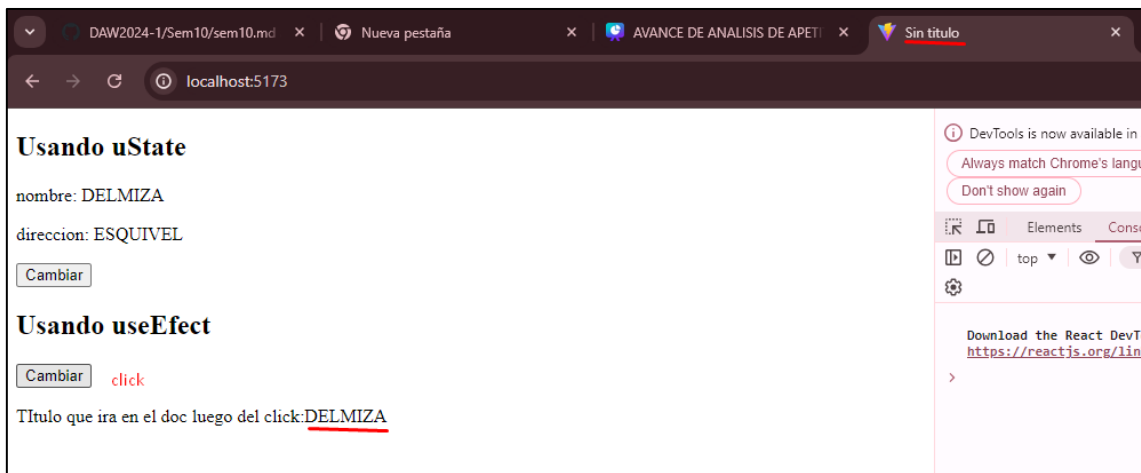 DAW2024-1/Sem10/sem10.md
Nueva pestaña
AVANCE DE ANALISIS DE APETI
Sin titulo
localhost:5173
Usando uState
nombre: DELMIZA
direccion: ESQUIVEL
Cambiar
Usando useEfect
Cambiar click
TItulo que ira en el doc luego del click:DELMIZA
DevTools is now available in
Always match Chrome's langu
Don't show again
Elements Conso
top
Download the React DevT
https://reactjs.org/lin